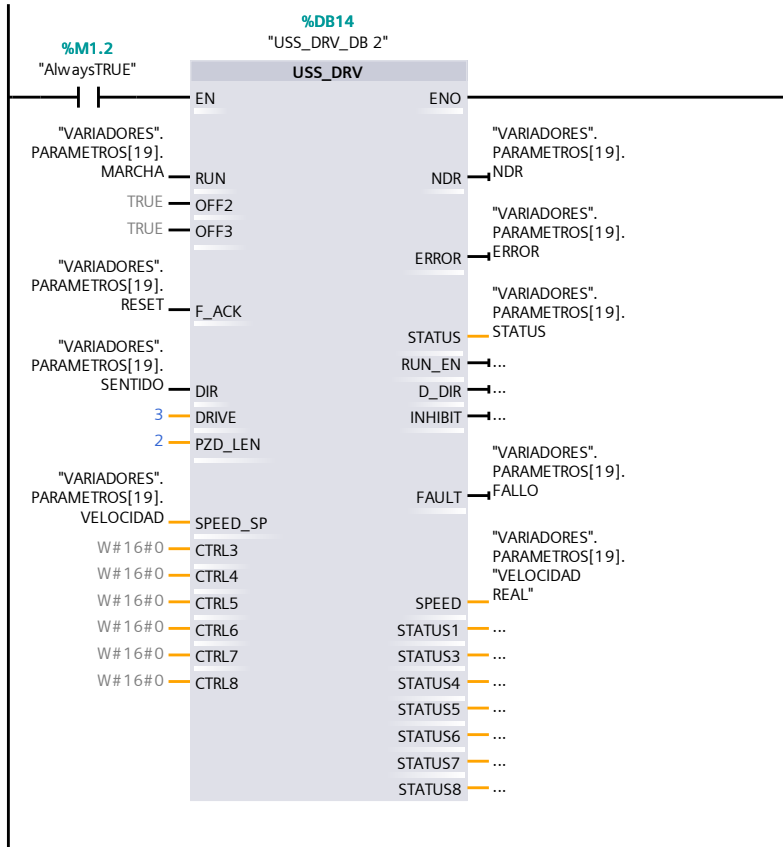 %DB14
"USS_DRV_DB 2"
%M1.2
"AlwaysTRUE"
USS_DRV
EN
ENO
"VARIADORES".
PARAMETROS[19].
MARCHA
RUN
"VARIADORES".
PARAMETROS[19].
NDR
NDR
TRUE
OFF2
TRUE
OFF3
"VARIADORES".
PARAMETROS[19].
ERROR
ERROR
"VARIADORES".
PARAMETROS[19].
RESET
F_ACK
"VARIADORES".
PARAMETROS[19].
STATUS
STATUS
RUN_EN
...
"VARIADORES".
PARAMETROS[19].
SENTIDO
DIR
D_DIR
...
3
DRIVE
INHIBIT
...
2
PZD_LEN
"VARIADORES".
PARAMETROS[19].
FALLO
FAULT
"VARIADORES".
PARAMETROS[19].
VELOCIDAD
SPEED_SP
W#16#0
CTRL3
W#16#0
CTRL4
"VARIADORES".
PARAMETROS[19].
"VELOCIDAD
REAL"
W#16#0
CTRL5
SPEED
W#16#0
CTRL6
STATUS1
...
W#16#0
CTRL7
STATUS3
...
W#16#0
CTRL8
STATUS4
...
STATUS5
...
STATUS6
...
STATUS7
...
STATUS8
...